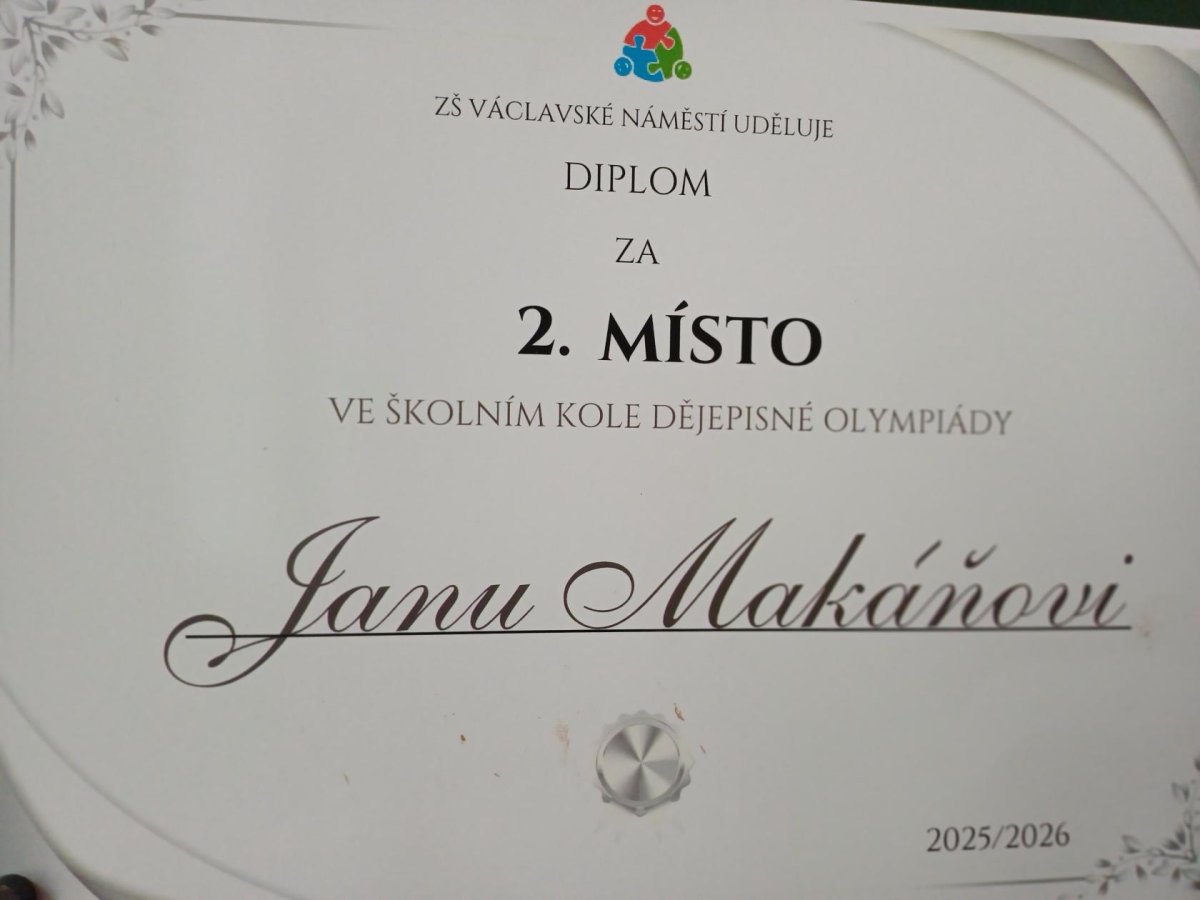 ZŠ VÁCLAVSKÉ NÁMĚSTÍ UDĚLUJE
DIPLOM
ZA
2. MÍSTO
VE ŠKOLNÍM KOLE DĚJEPISNÉ OLYMPIÁDY
Janu Makáňovi
2025/2026